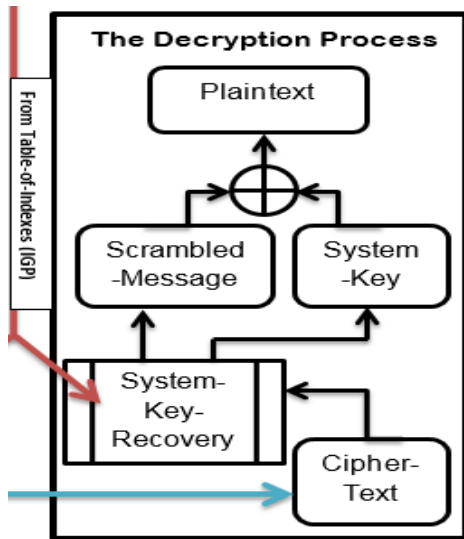 The Decryption Process
Plaintext
From Table-of-Indexes (IGP)
Scrambled
-Message
System
-Key
System-
Key-
Recovery
Cipher-
Text